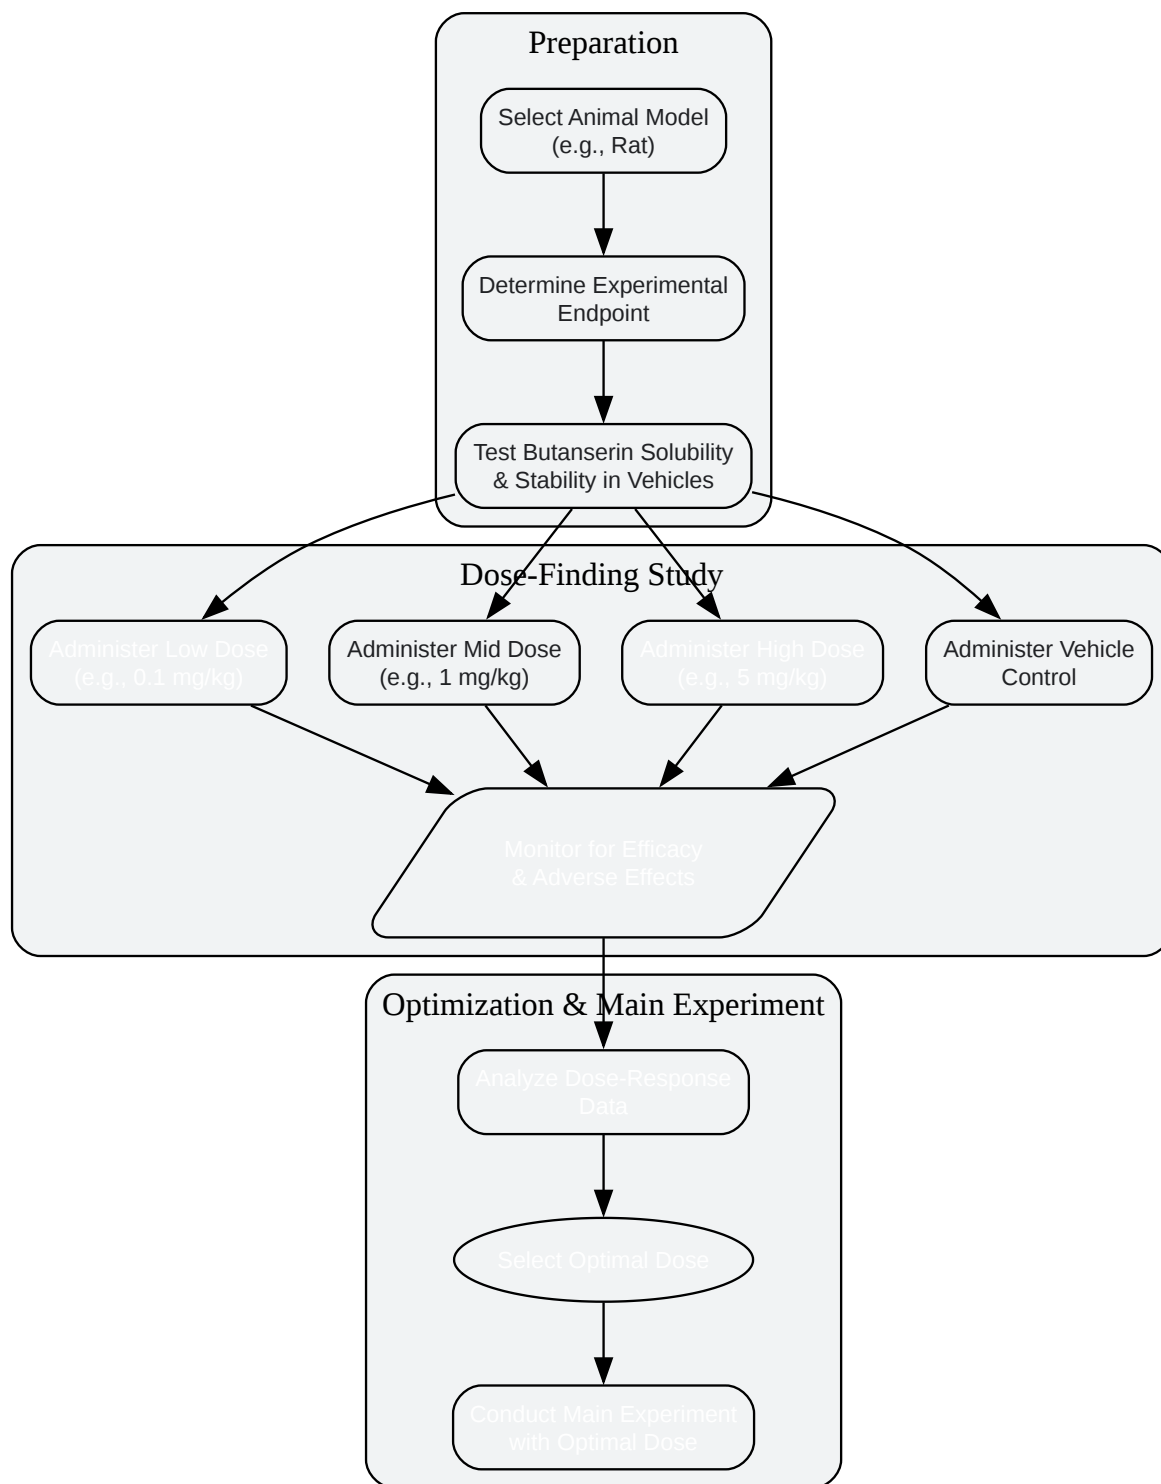 Preparation
Select Animal Model
(e.g., Rat)
Determine Experimental
Endpoint
Test Butanserin Solubility
& Stability in Vehicles
Dose-Finding Study
Administer Low Dose
(e.g., 0.1 mg/kg)
Administer Mid Dose
(e.g., 1 mg/kg)
Administer High Dose
(e.g., 5 mg/kg)
Administer Vehicle
Control
Monitor for Efficacy
& Adverse Effects
Optimization & Main Experiment
Analyze Dose-Response
Data
Select Optimal Dose
Conduct Main Experiment
with Optimal Dose